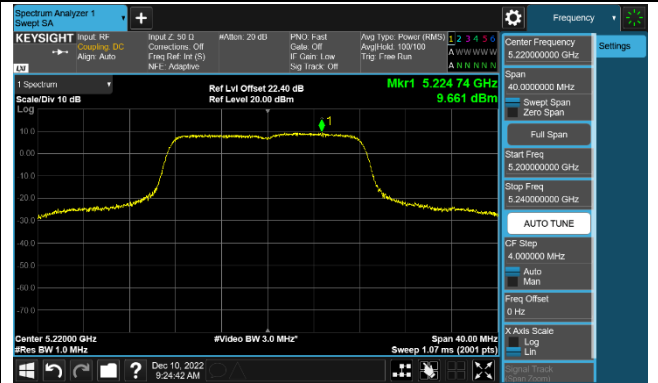 Spectrum Analyzer 1
Swept SA
Frequency
KEYSIGHT
Input: RF
Coupling: DC
Align: Auto
Input Z: 50 Ω
Corrections: Off
Freq Ref: Int (S)
NFE: Adaptive
#Atten: 20 dB
PNO: Fast
Gate: Off
IF Gain: Low
Sig Track: Off
Avg Type: Power (RMS)
Avg|Hold: 100/100
Trig: Free Run
1 2 3 4 5 6
A W W W W W
A N N N N N
LXI
1 Spectrum
Scale/Div 10 dB
Ref Lvl Offset 22.40 dB
Ref Level 20.00 dBm
Mkr1 5.224 74 GHz
9.661 dBm
Log
1
10.0
0.00
-10.0
-20.0
-30.0
-40.0
-50.0
-60.0
-70.0
Center 5.22000 GHz
#Res BW 1.0 MHz
#Video BW 3.0 MHz*
Span 40.00 MHz
Sweep 1.07 ms (2001 pts)
Center Frequency
5.220000000 GHz
Settings
Span
40.0000000 MHz
Swept Span
Zero Span
Full Span
Start Freq
5.200000000 GHz
Stop Freq
5.240000000 GHz
AUTO TUNE
CF Step
4.000000 MHz
Auto
Man
Freq Offset
0 Hz
X Axis Scale
Log
Lin
Signal Track
(Span Zoom)
Dec 10, 2022
9:24:42 AM